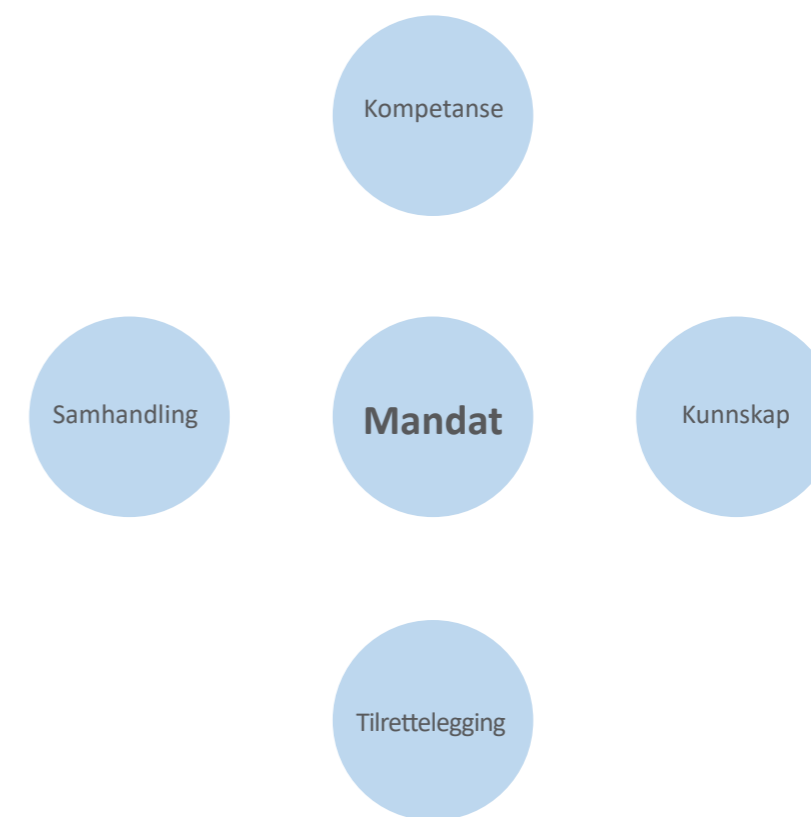 Kompetanse
Samhandling
Mandat
Kunnskap
Tilrettelegging